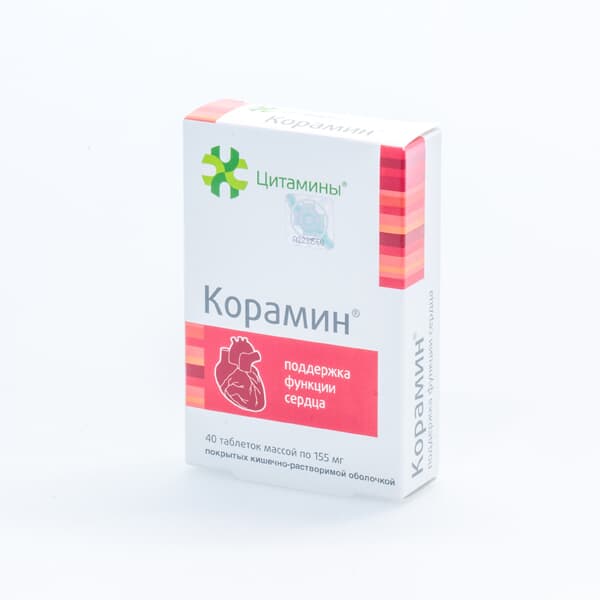 Корамин®
Цитамины®
Корамин®
поддержка
функции
сердца
40 таблеток массой по 155 мг
покрытых кишечно-растворимой оболочкой
Корамин®
поддержка функции сердца